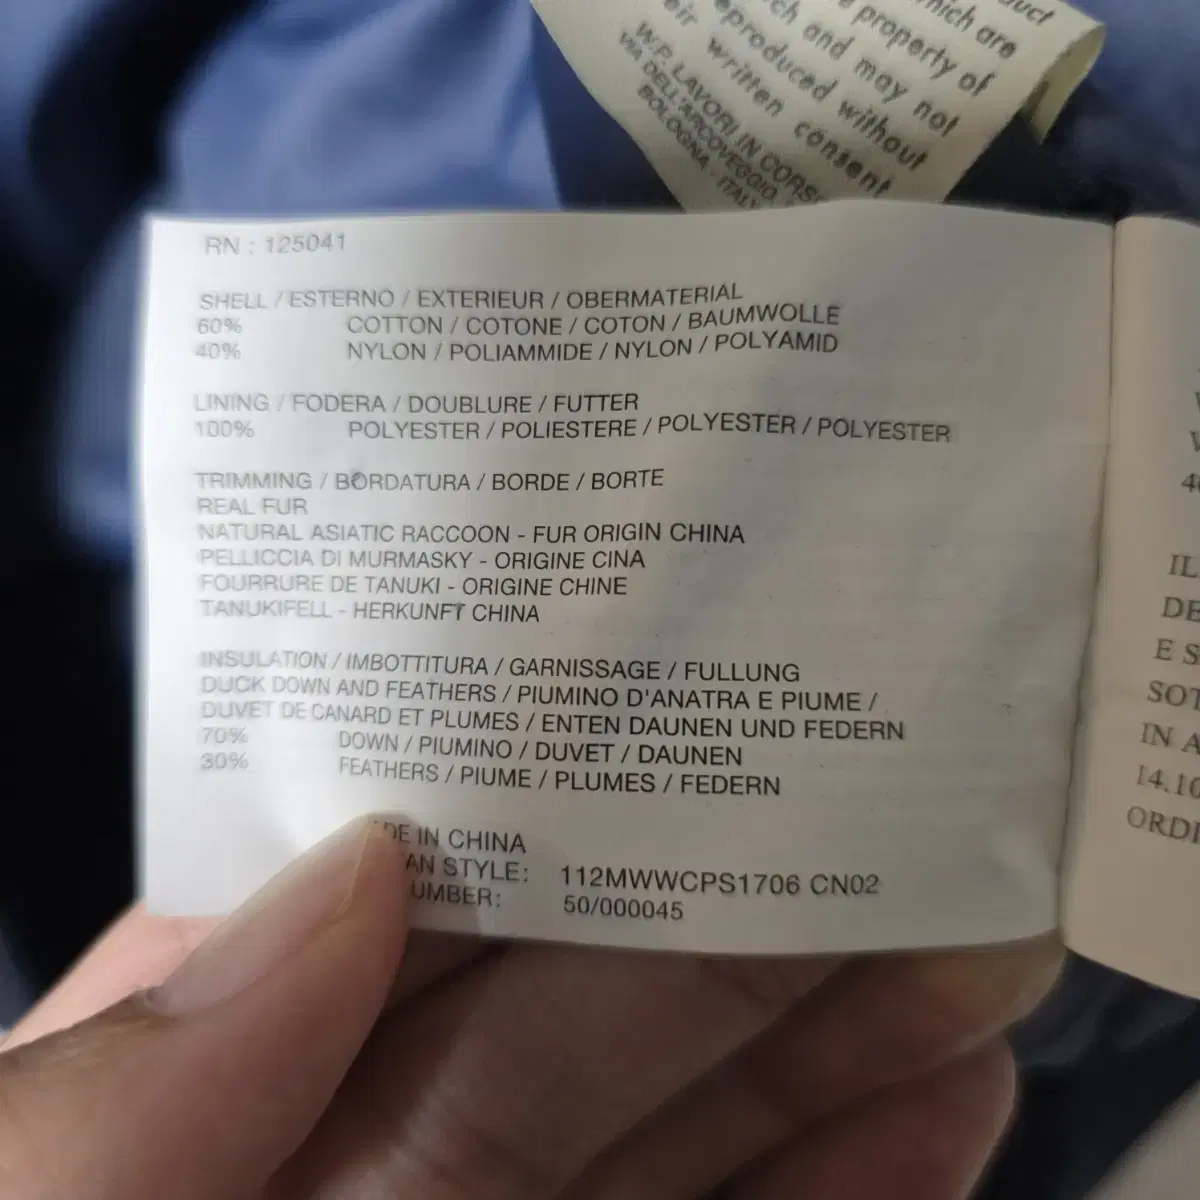 duct
which are
property of
and may not
eproduced without
written consent
W.P. LAVORI IN CORS
VIA DELL'ARCOVEGGIO,
BOLOGNA - ITALY
RN : 125041
SHELL / ESTERNO / EXTERIEUR / OBERMATERIAL
60% COTTON / COTONE / COTON / BAUMWOLLE
40% NYLON / POLIAMMIDE / NYLON / POLYAMID
LINING / FODERA / DOUBLURE / FUTTER
100% POLYESTER / POLIESTERE / POLYESTER / POLYESTER
TRIMMING / BORDATURA / BORDE / BORTE
REAL FUR
NATURAL ASIATIC RACCOON - FUR ORIGIN CHINA
PELLICCIA DI MURMASKY - ORIGINE CINA
FOURRURE DE TANUKI - ORIGINE CHINE
TANUKIFELL - HERKUNFT CHINA
INSULATION / IMBOTTITURA / GARNISSAGE / FULLUNG
DUCK DOWN AND FEATHERS / PIUMINO D'ANATRA E PIUME /
DUVET DE CANARD ET PLUMES / ENTEN DAUNEN UND FEDERN
70% DOWN / PIUMINO / DUVET / DAUNEN
30% FEATHERS / PIUME / PLUMES / FEDERN
DE IN CHINA
AN STYLE: 112MWWCPS1706 CN02
UMBER: 50/000045
IL
DE
E S
SOT
IN A
14.10
ORDI